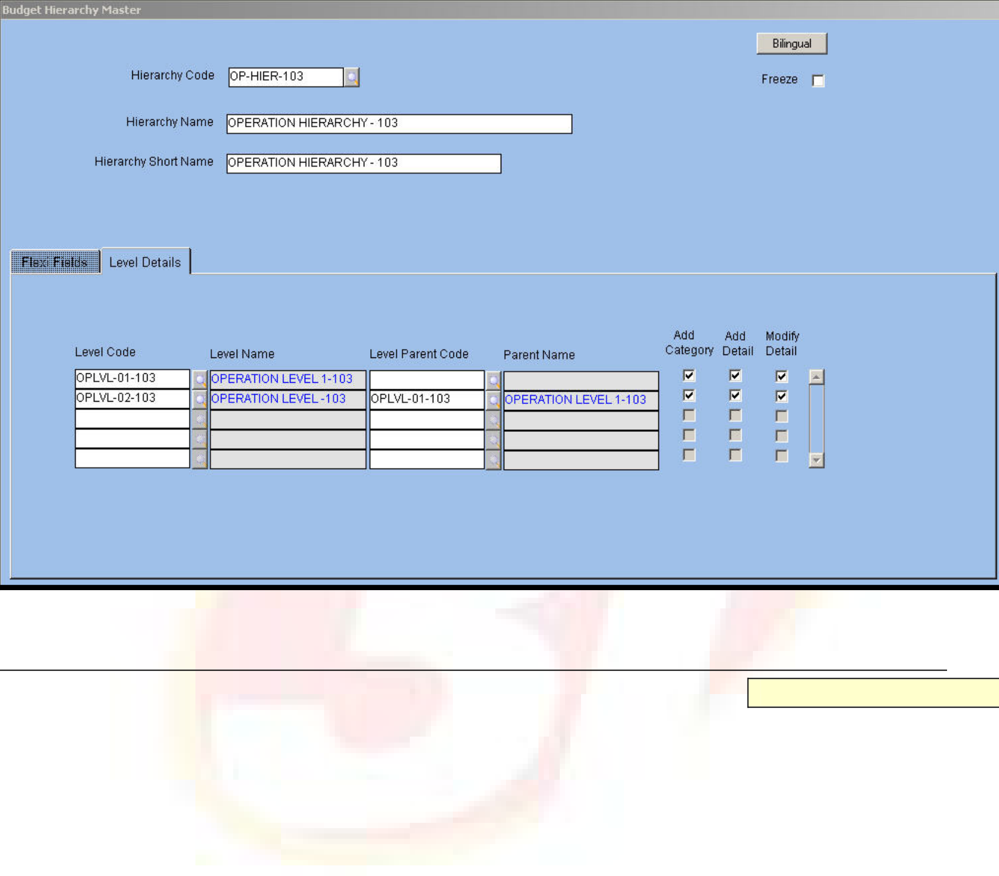 Budget Hierarchy Master
Bilingual
Hierarchy Code OP-HIER-103
Freeze
Hierarchy Name OPERATION HIERARCHY - 103
Hierarchy Short Name OPERATION HIERARCHY - 103
Flexi Fields Level Details
Level Code Level Name Level Parent Code Parent Name Add Category Add Detail Modify Detail
OPLVL-01-103 OPERATION LEVEL 1-103
OPLVL-02-103 OPERATION LEVEL -103 OPLVL-01-103 OPERATION LEVEL 1-103